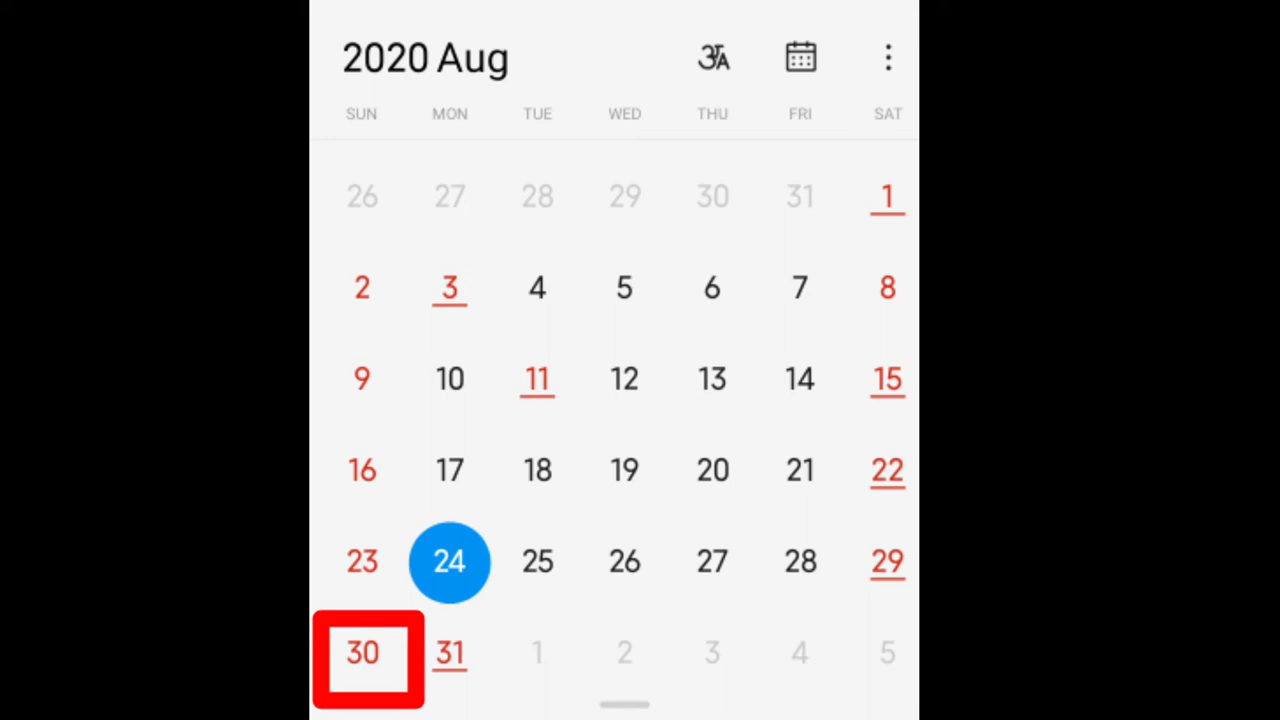 2020 Aug
SUN MON TUE WED THU FRI SAT
26 27 28 29 30 31 1
2 3 4 5 6 7 8
9 10 11 12 13 14 15
16 17 18 19 20 21 22
23 24 25 26 27 28 29
30 31 1 2 3 4 5